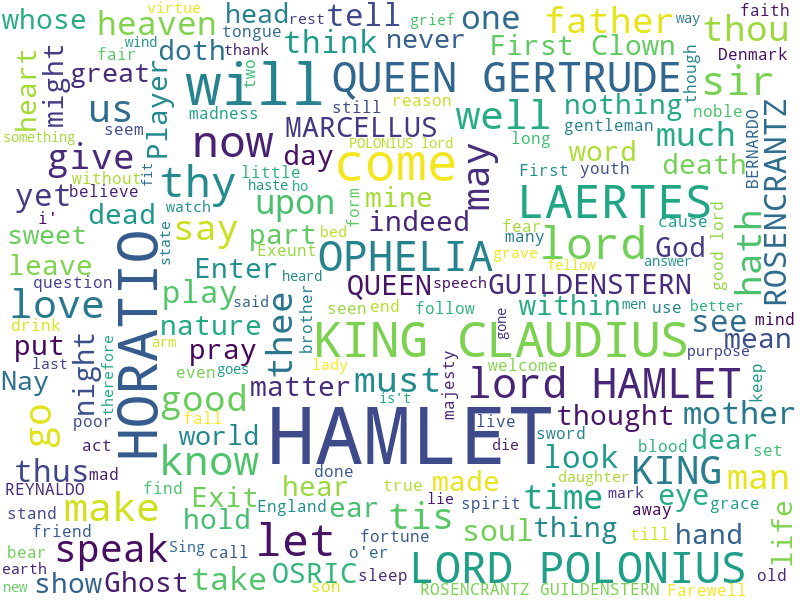 whose
heaven
virtue
head
rest
tell
one
father
way
faith
thou
wind
tongue
grief
fair
doth
thank
think
never
First Clown
though
Denmark
heart
might
great
Player
us
will
two
QUEEN GERTRUDE
sir
something
seem
madness
still
reason
well
nothing
noble
ROSENCRANTZ
now
MARCELLUS
POLONIUS lord
long
gentleman
much
BERNARDO
give
without
fit
day
come
may
word
death
yet
believe
thy
little
haste
ho
First
youth
i'
dead
watch
upon
form
mine
LAERTES
sweet
say
part
indeed
fear
cause
good lord
hath
state
Exeunt
bed
many
grave
lord
God
leave
HORATIO
Enter
OPHELIA
fellow
answer
question
heard
QUEEN
speech
GUILDENSTERN
love
play
said
thee
brother
seen
end
follow
within
men
use
better
drink
nature
gone
see
mind
put
therefore
arm
KING CLAUDIUS
mean
night
pray
purpose
last
even
goes
lady
majesty
welcome
Nay
matter
must
lord HAMLET
keep
go
poor
good
is't
thought
mother
fall
HAMLET
live
act
world
die
sword
blood
dear
set
thus
mad
know
done
look
KING
man
REYNALDO
find
hear
true
made
daughter
Exit
lie
time
mark
eye
grace
make
England
ear
tis
spirit
away
stand
hold
soul
thing
till
hand
life
friend
fortune
speak
Sing
call
let
o'er
bear
earth
show
Ghost
take
OSRIC
sleep
LORD POLONIUS
old
new
son
ROSENCRANTZ GUILDENSTERN
Farewell